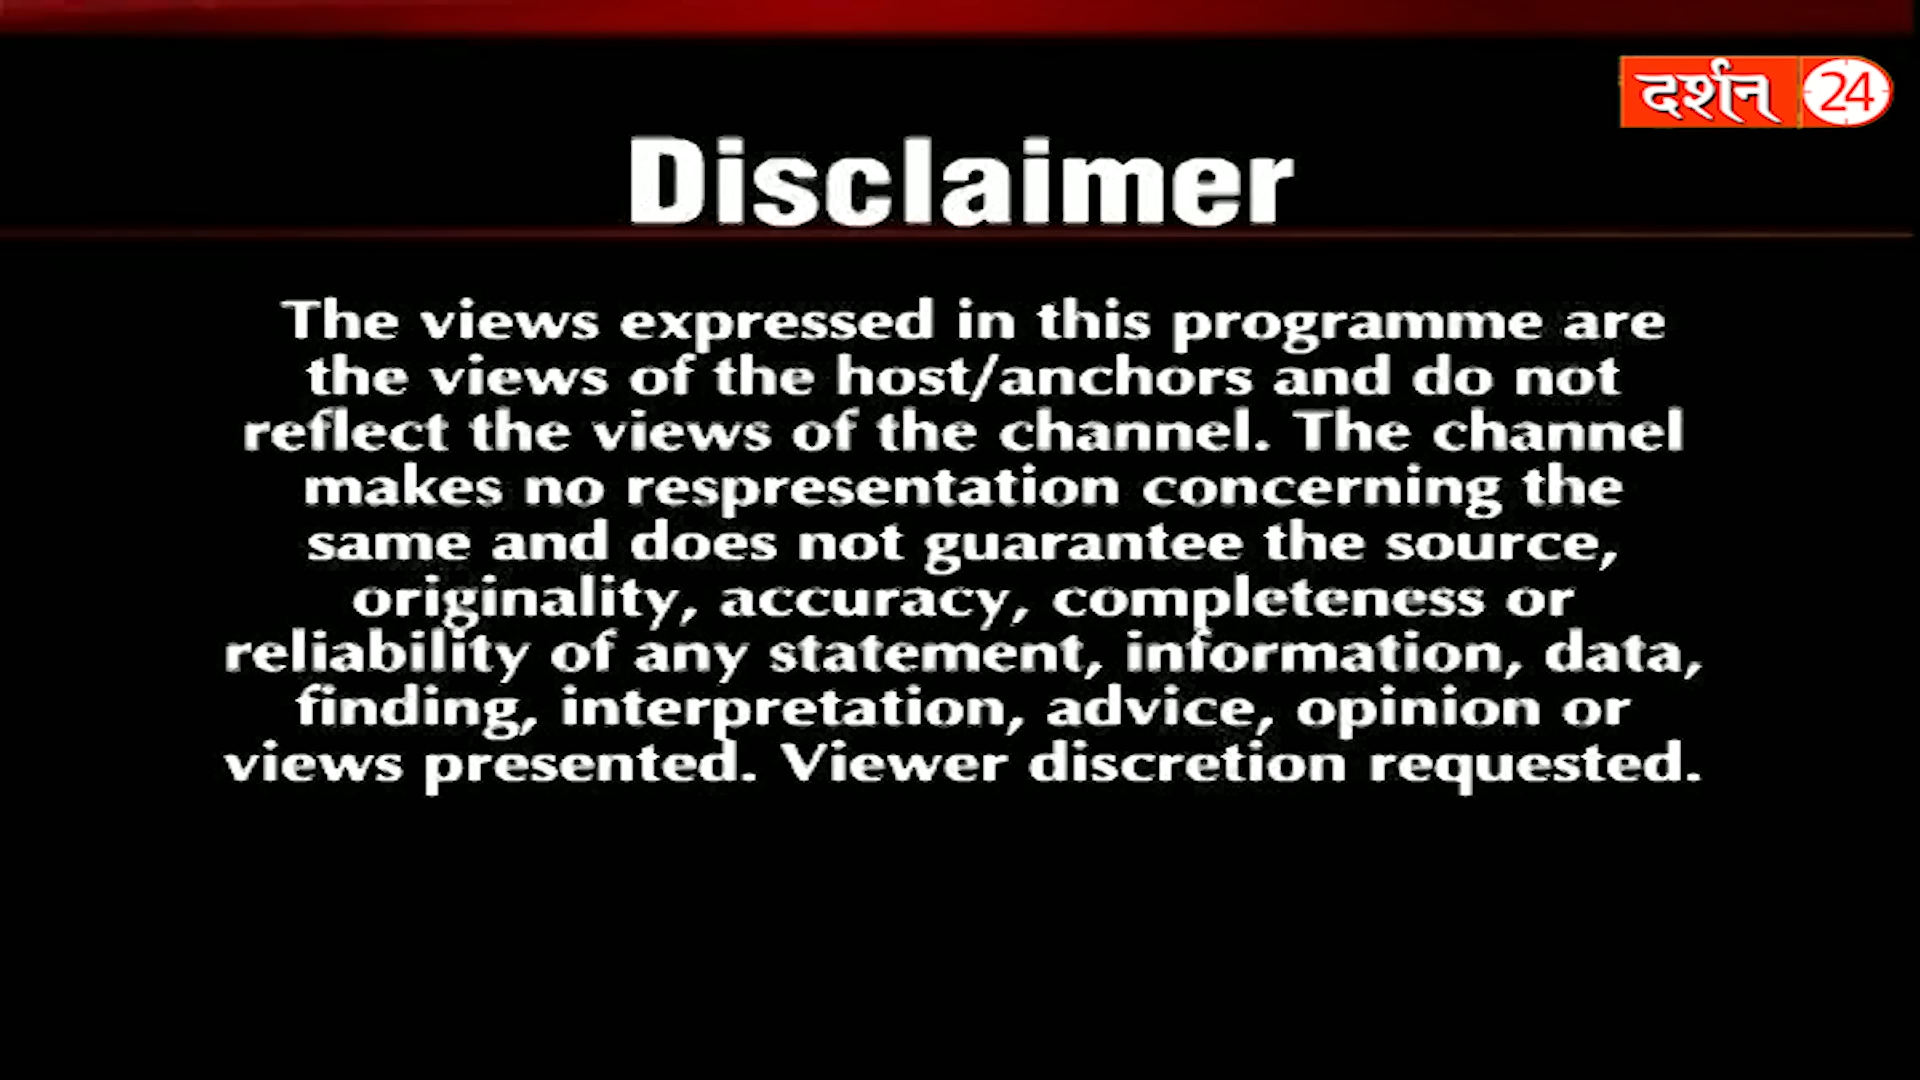 दर्शन 24
Disclaimer
The views expressed in this programme are
the views of the host/anchors and do not
reflect the views of the channel. The channel
makes no respresentation concerning the
same and does not guarantee the source,
originality, accuracy, completeness or
reliability of any statement, information, data,
finding, interpretation, advice, opinion or
views presented. Viewer discretion requested.